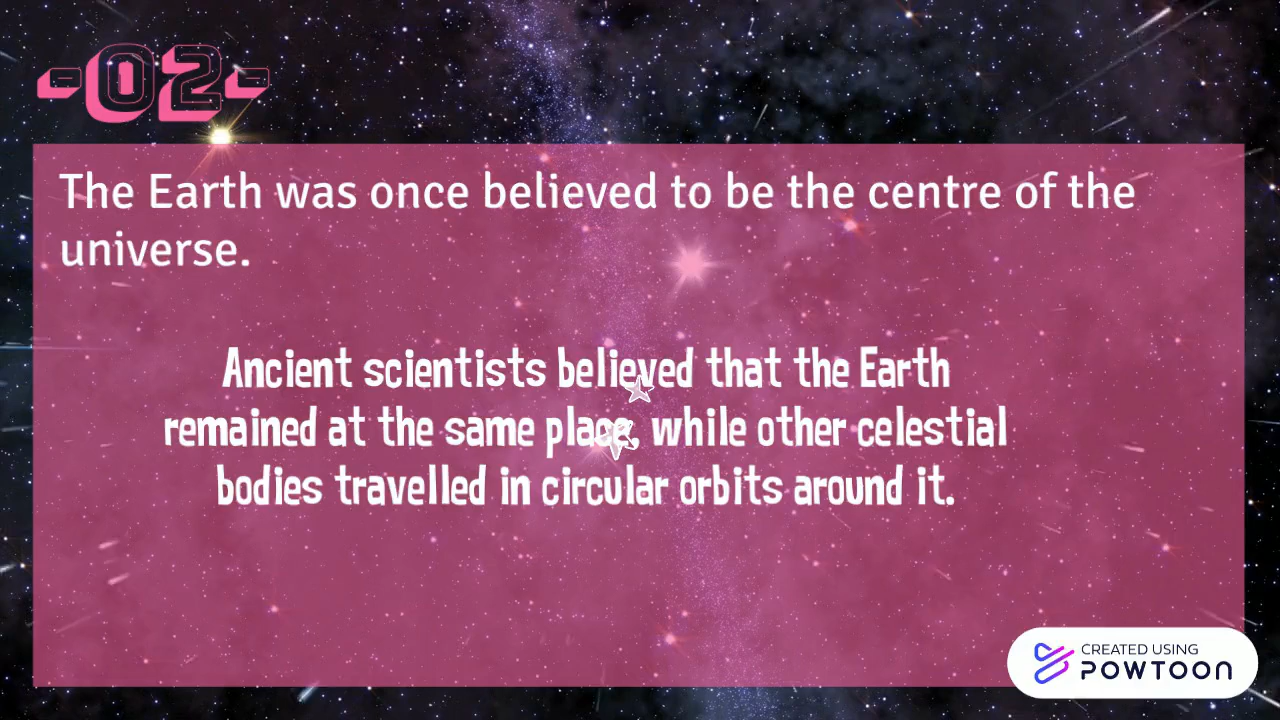 -02-
The Earth was once believed to be the centre of the
universe.
Ancient scientists believed that the Earth
remained at the same place, while other celestial
bodies travelled in circular orbits around it.
CREATED USING
POWTOON